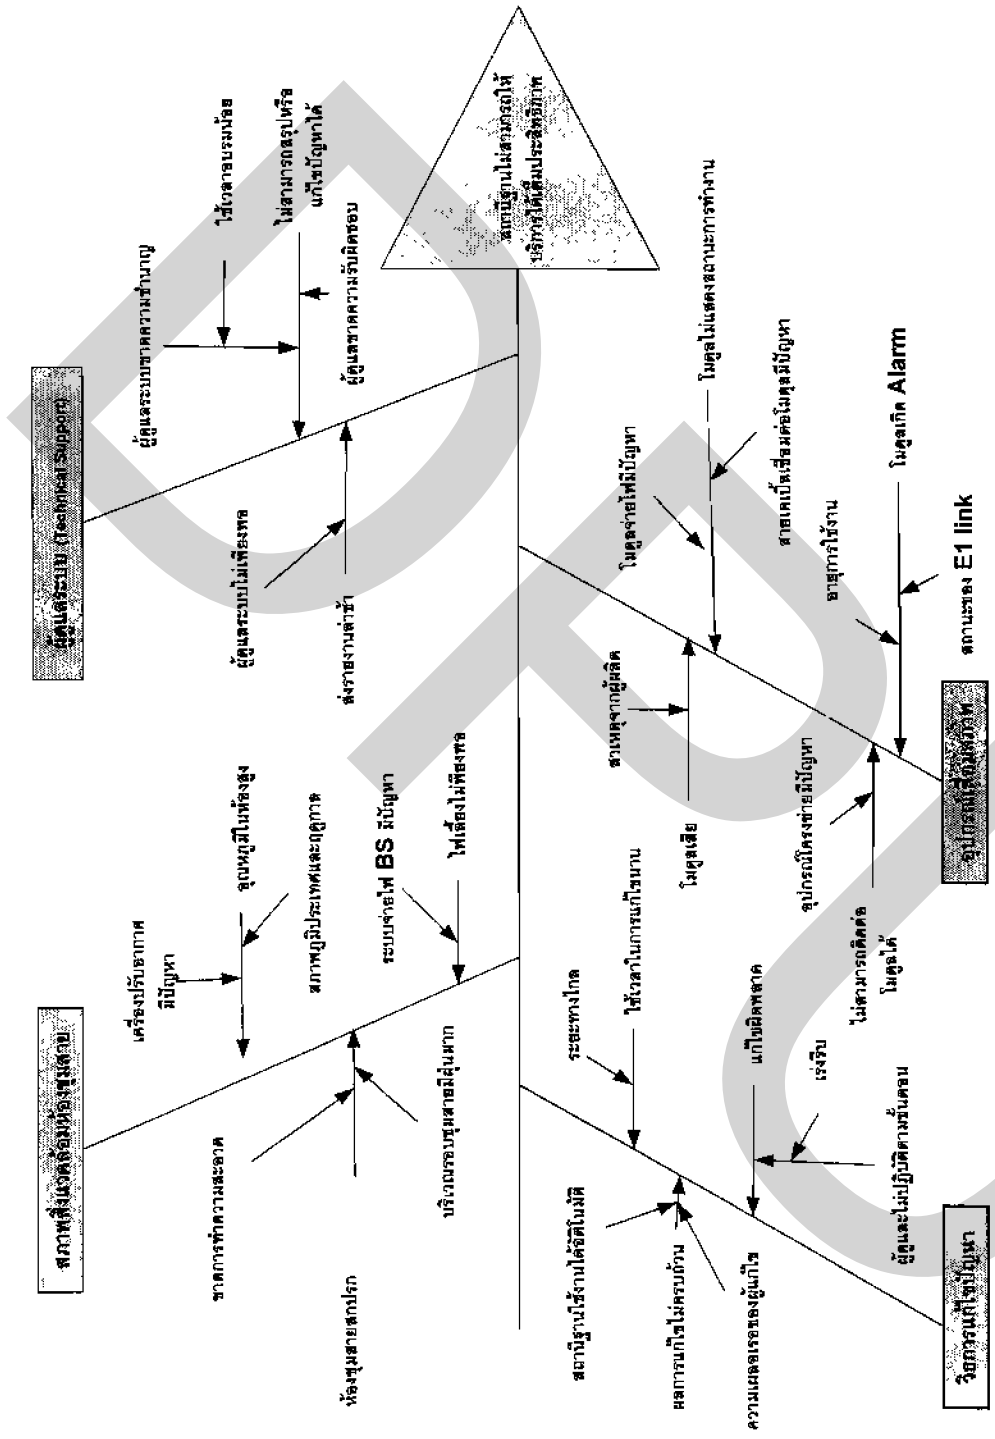 สภาพสิ่งแวดล้อมห้องชุมสาย
เครื่องปรับอากาศ
มีปัญหา
อุณหภูมิในห้องสูง
สภาพภูมิประเทศและฤดูกาล
ขาดการทำความสะอาด
ห้องชุมสายสกปรก
บริเวณรอบชุมสายมีฝุ่นมาก
ระบบจ่ายไฟ BS มีปัญหา
ไฟเลี้ยงไม่เพียงพอ
ผู้ดูแลระบบ (Technical Support)
ผู้ดูแลระบบขาดความชำนาญ
ใช้เวลาอบรมน้อย
ไม่สามารถสรุปหรือ
แก้ไขปัญหาได้
ผู้ดูแลขาดความรับผิดชอบ
ผู้ดูแลระบบไม่เพียงพอ
ส่งรายงานล่าช้า
สถานีฐานไม่สามารถให้
บริการได้เต็มประสิทธิภาพ
วิธีการแก้ไขปัญหา
ระยะทางไกล
ใช้เวลาในการแก้ไขนาน
สถานีฐานใช้งานได้อัติโนมัติ
ผลการแก้ไขไม่ครบถ้วน
ความเผลอเรอของผู้แก้ไข
แก้ไขผิดพลาด
เร่งรีบ
ผู้ดูแลไม่ปฏิบัติตามขั้นตอน
อุปกรณ์เสื่อมสภาพ
สาเหตุจากผู้ผลิต
โมดูลเสีย
โมดูลจ่ายไฟมีปัญหา
โมดูลไม่แสดงสถานะการทำงาน
สายเคเบิ้ลเชื่อมต่อโมดูลมีปัญหา
อุปกรณ์โครงข่ายมีปัญหา
ไม่สามารถติดต่อ
โมดูลได้
อายุการใช้งาน
โมดูลเกิด Alarm
สถานะของ E1 link